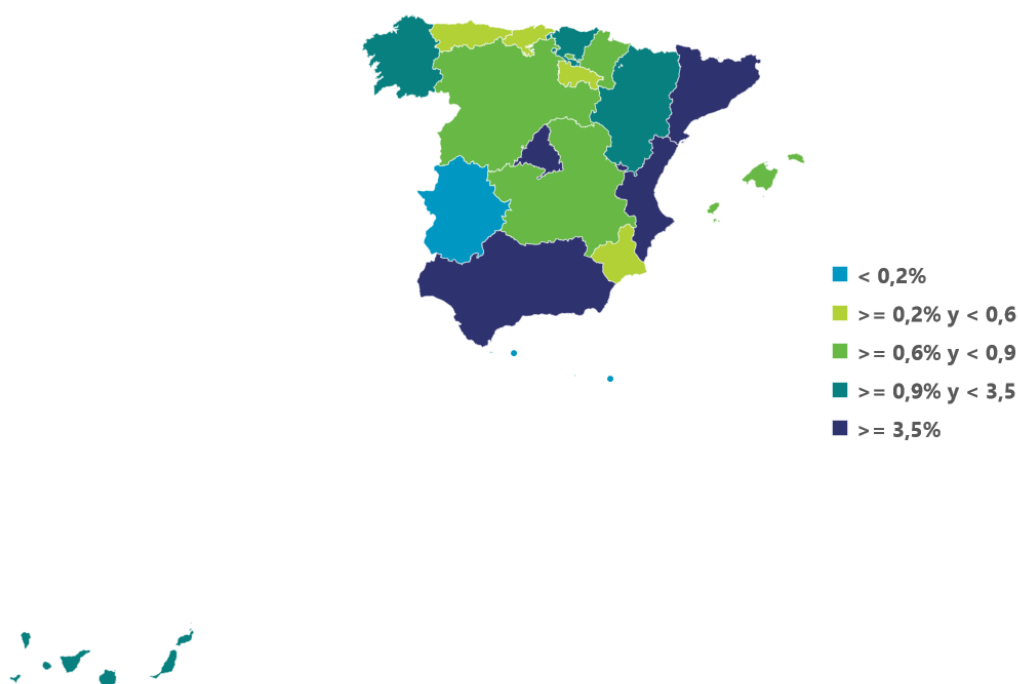 < 0,2%
>= 0,2% y < 0,6
>= 0,6% y < 0,9
>= 0,9% y < 3,5
>= 3,5%